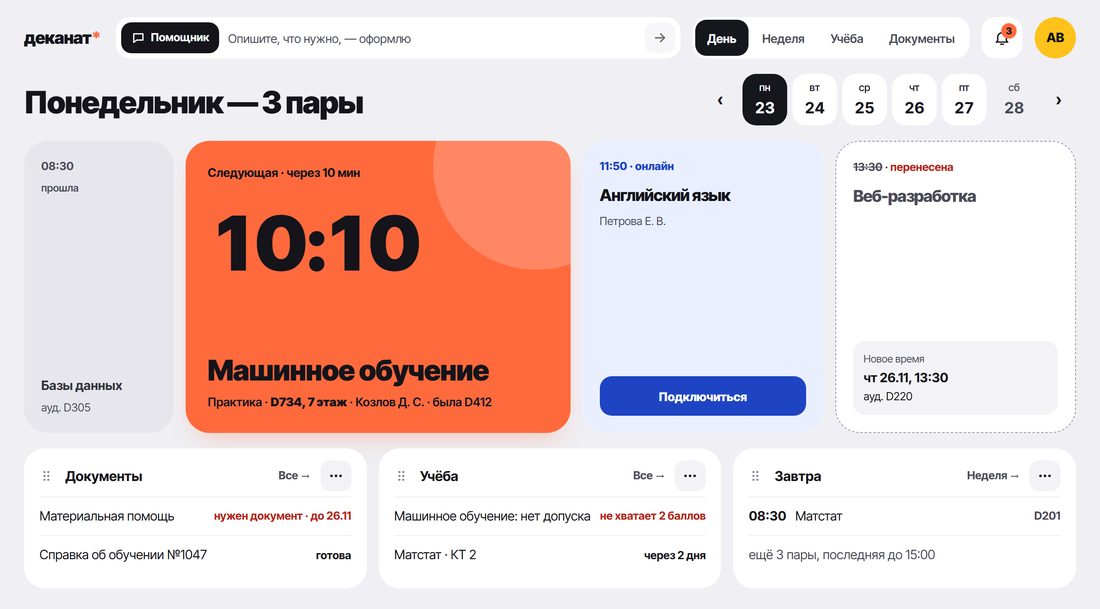 деканат*
Помощник
Опишите, что нужно, — оформлю
→
День
Неделя
Учёба
Документы
3
АВ
Понедельник — 3 пары
‹
пн
23
вт
24
ср
25
чт
26
пт
27
сб
28
›
08:30
прошла
Базы данных
ауд. D305
Следующая · через 10 мин
10:10
Машинное обучение
Практика · D734, 7 этаж · Козлов Д. С. · была D412
11:50 · онлайн
Английский язык
Петрова Е. В.
Подключиться
13:30 · перенесена
Веб-разработка
Новое время
чт 26.11, 13:30
ауд. D220
Документы
Все →
Материальная помощь
нужен документ · до 26.11
Справка об обучении №1047
готова
Учёба
Все →
Машинное обучение: нет допуска
не хватает 2 баллов
Матстат · КТ 2
через 2 дня
Завтра
Неделя →
08:30 Матстат
D201
ещё 3 пары, последняя до 15:00